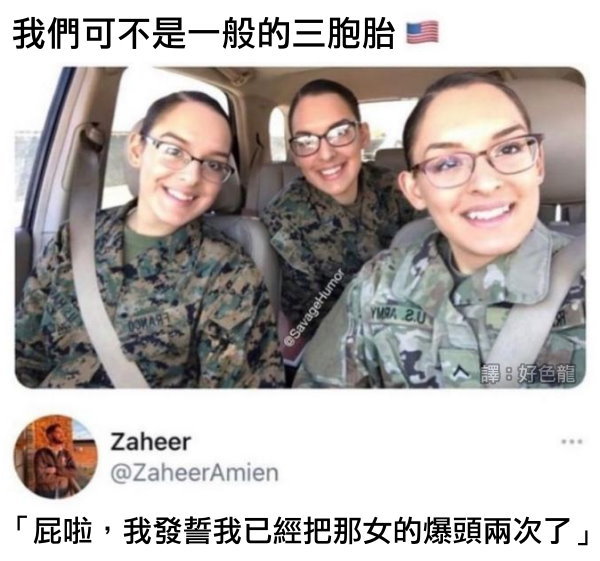 我們可不是一般的三胞胎 🇺🇸
FRANCO
U.S. ARMY
@SavageHumor
譯：好色龍
Zaheer
@ZaheerAmien
「屁啦，我發誓我已經把那女的爆頭兩次了」